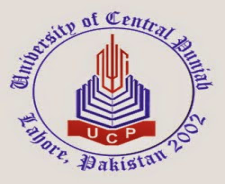 University of Central Punjab
UCP
Lahore, Pakistan 2002